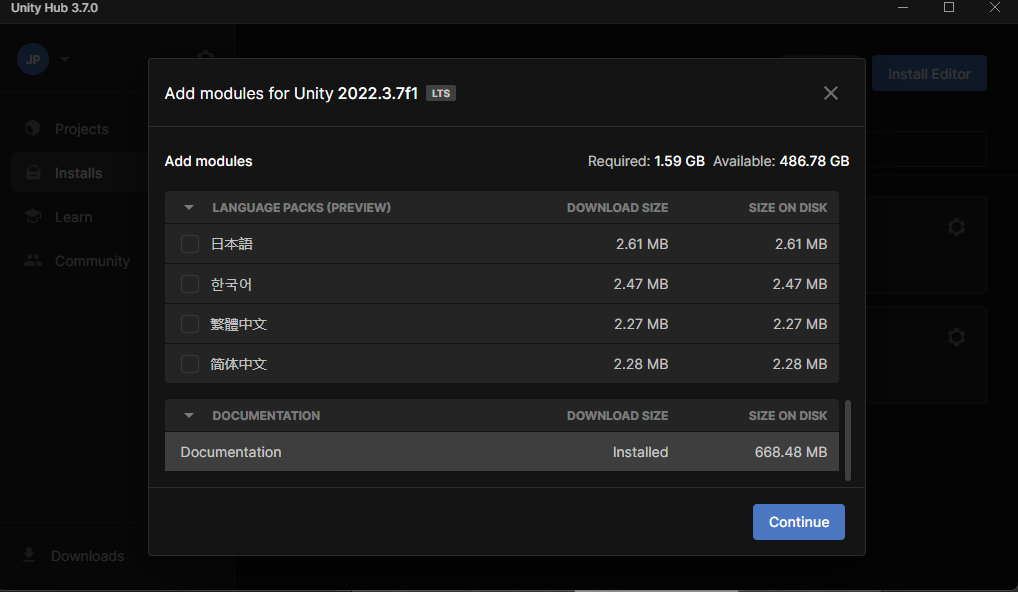 Unity Hub 3.7.0
JP
Install Editor
Add modules for Unity 2022.3.7f1 LTS
Projects
Installs
Learn
Community
Downloads
Add modules Required: 1.59 GB Available: 486.78 GB
LANGUAGE PACKS (PREVIEW) DOWNLOAD SIZE SIZE ON DISK
日本語 2.61 MB 2.61 MB
한국어 2.47 MB 2.47 MB
繁體中文 2.27 MB 2.27 MB
简体中文 2.28 MB 2.28 MB
DOCUMENTATION DOWNLOAD SIZE SIZE ON DISK
Documentation Installed 668.48 MB
Continue